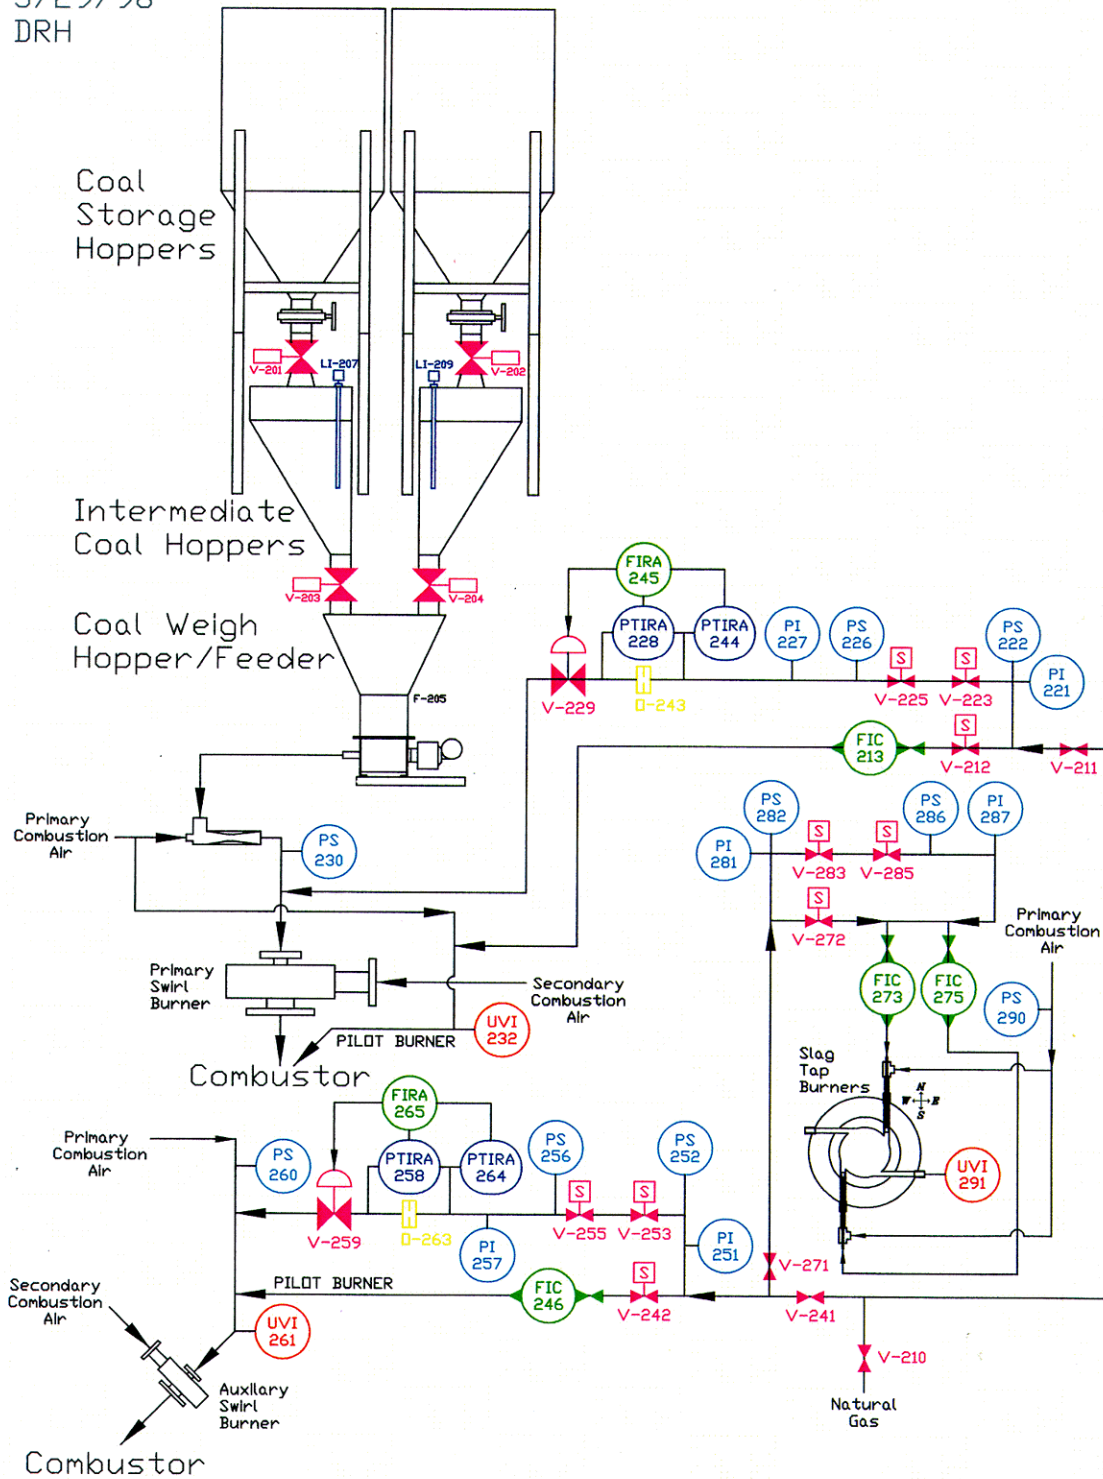 DRH
Coal
Storage
Hoppers
V-201
LI-207
LI-209
V-202
Intermediate
Coal Hoppers
V-203
V-204
Coal Weigh
Hopper/Feeder
F-205
FIRA
245
PTIRA
228
PTIRA
244
PI
227
PS
226
PS
222
PI
221
S
S
V-229
O-243
V-225
V-223
FIC
213
S
V-212
V-211
Primary
Combustion
Air
PS
230
PS
282
PS
286
PI
287
PI
281
S
S
V-283
V-285
S
V-272
Primary
Combustion
Air
Primary
Swirl
Burner
Secondary
Combustion
Air
FIC
273
FIC
275
PS
290
UVI
232
PILOT BURNER
Combustor
Slag
Tap
Burners
N
W
E
S
UVI
291
FIRA
265
Primary
Combustion
Air
PS
260
PTIRA
258
PTIRA
264
PS
256
PS
252
S
S
V-259
O-263
V-255
V-253
PI
257
PI
251
V-271
Secondary
Combustion
Air
PILOT BURNER
FIC
246
S
V-242
V-241
UVI
261
V-210
Auxilary
Swirl
Burner
Natural
Gas
Combustor